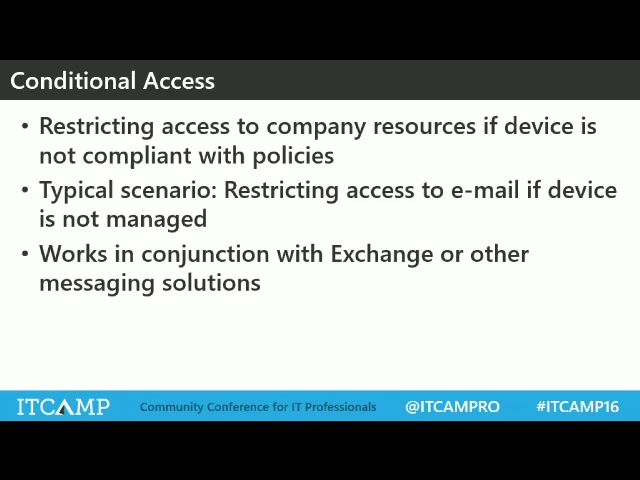 Conditional Access
• Restricting access to company resources if device is
not compliant with policies
• Typical scenario: Restricting access to e-mail if device
is not managed
• Works in conjunction with Exchange or other
messaging solutions
ITCAMP Community Conference for IT Professionals @ITCAMPRO #ITCAMP16